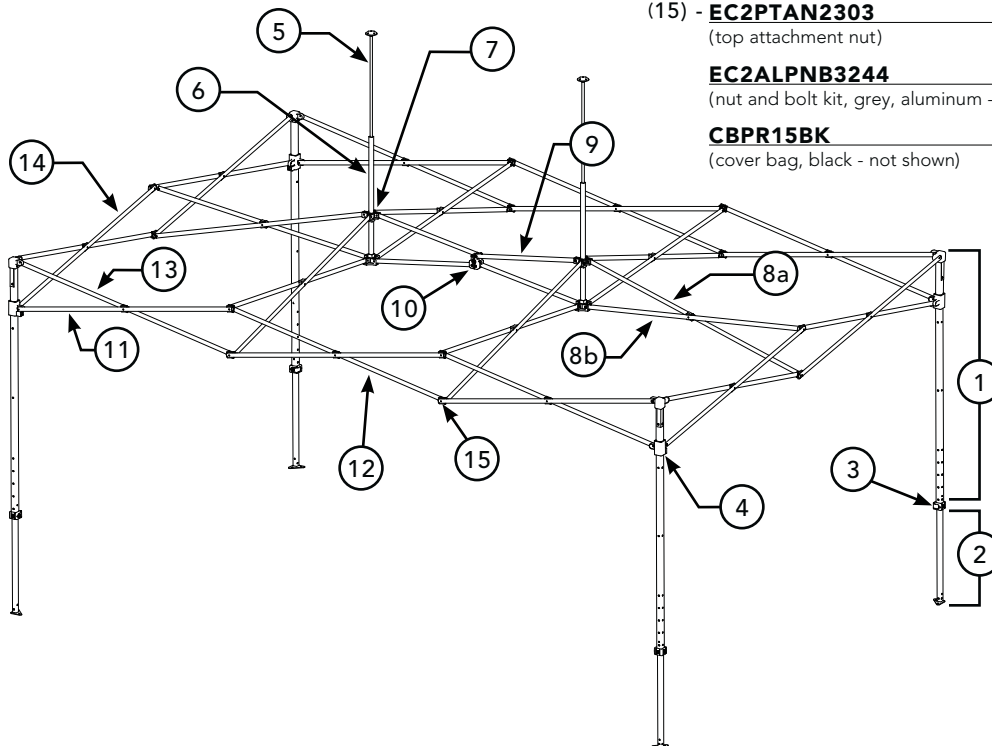 (15) - EC2PTAN2303
(top attachment nut)
EC2ALPNB3244
(nut and bolt kit, grey, aluminum -
CBPR15BK
(cover bag, black - not shown)
5
7
6
9
14
13
8a
10
11
8b
1
12
15
3
4
2